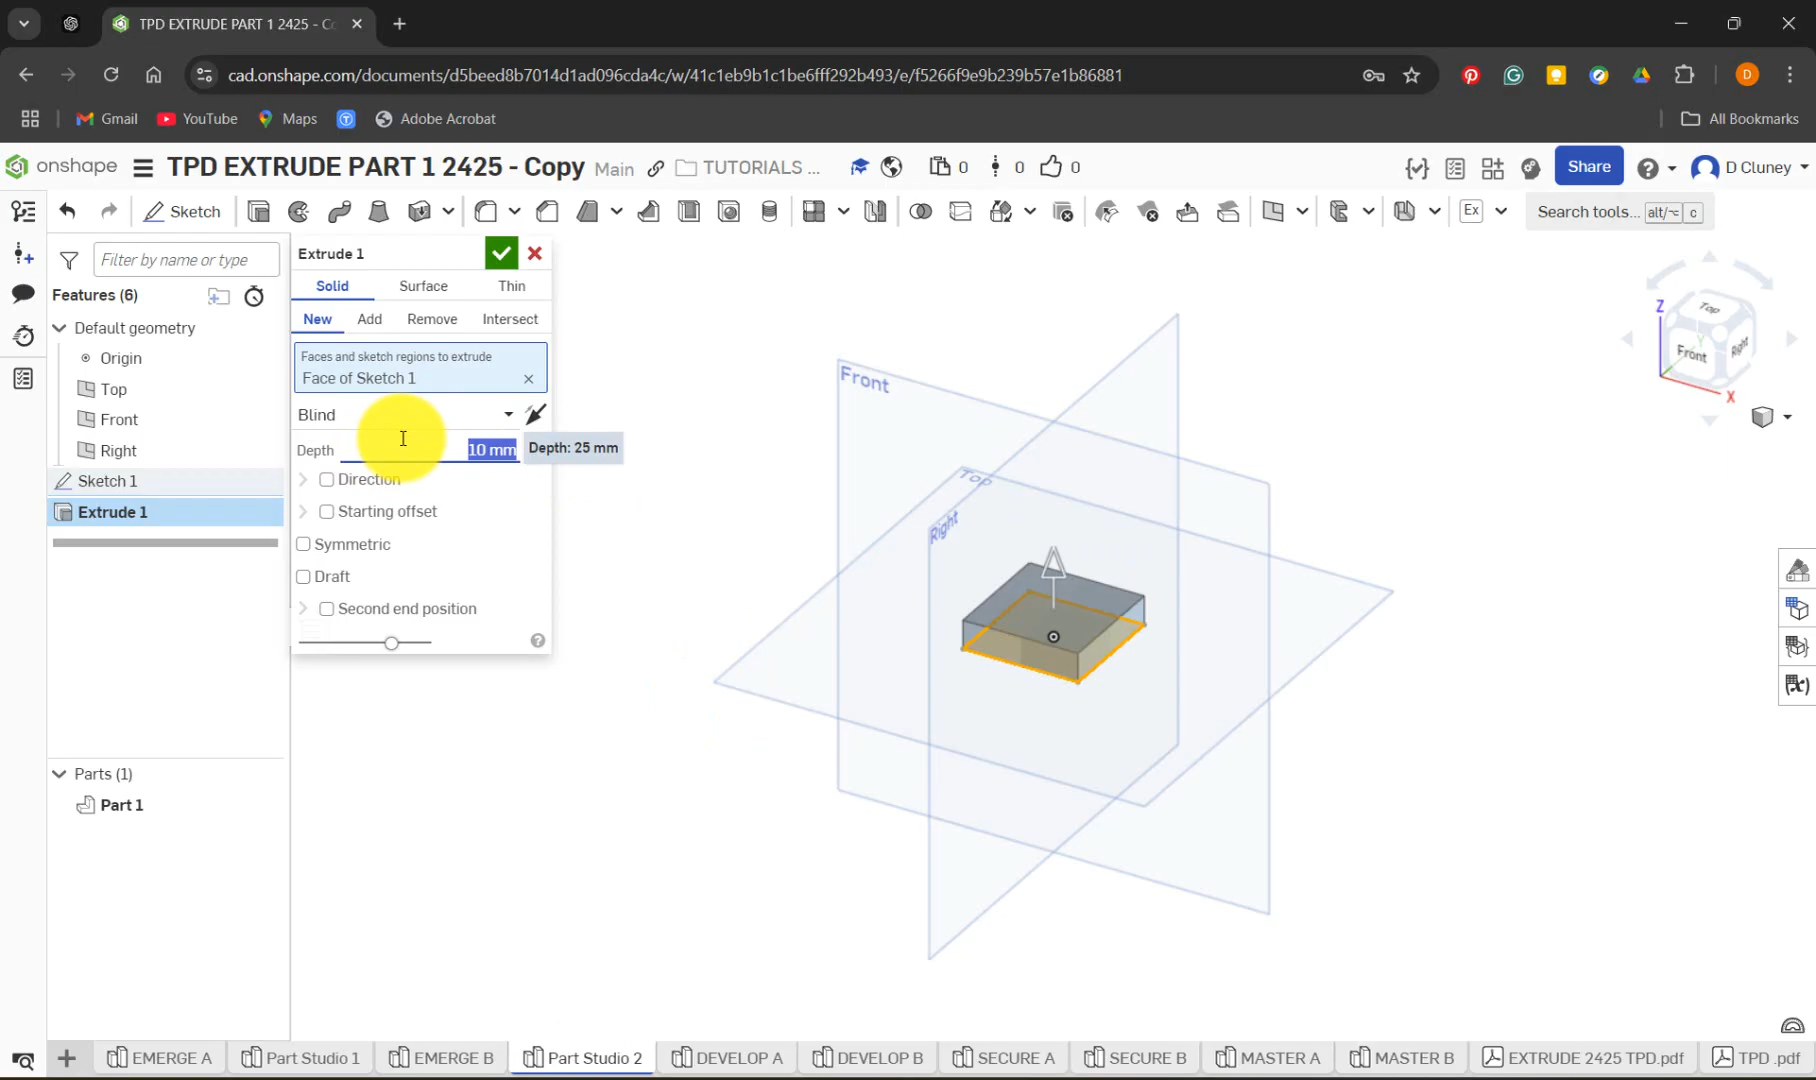 TPD EXTRUDE PART 1 2425 - Co
cad.onshape.com/documents/d5beed8b7014d1ad096cda4c/w/41c1eb9b1c1be6fff292b493/e/f5266f9e9b239b57e1b86881
D
Gmail
YouTube
Maps
Adobe Acrobat
All Bookmarks
onshape
TPD EXTRUDE PART 1 2425 - Copy
Main
TUTORIALS ...
0
0
0
Share
D Cluney
Sketch
Ex
Search tools... alt/⌥ c
Filter by name or type
Features (6)
Default geometry
Origin
Top
Front
Right
Sketch 1
Extrude 1
Parts (1)
Part 1
Extrude 1
Solid Surface Thin
New Add Remove Intersect
Faces and sketch regions to extrude
Face of Sketch 1
Blind
Depth 10 mm
Depth: 25 mm
Direction
Starting offset
Symmetric
Draft
Second end position
Front
Top
Right
Z
Top
Y
Front
Right
X
EMERGE A
Part Studio 1
EMERGE B
Part Studio 2
DEVELOP A
DEVELOP B
SECURE A
SECURE B
MASTER A
MASTER B
EXTRUDE 2425 TPD.pdf
TPD .pdf